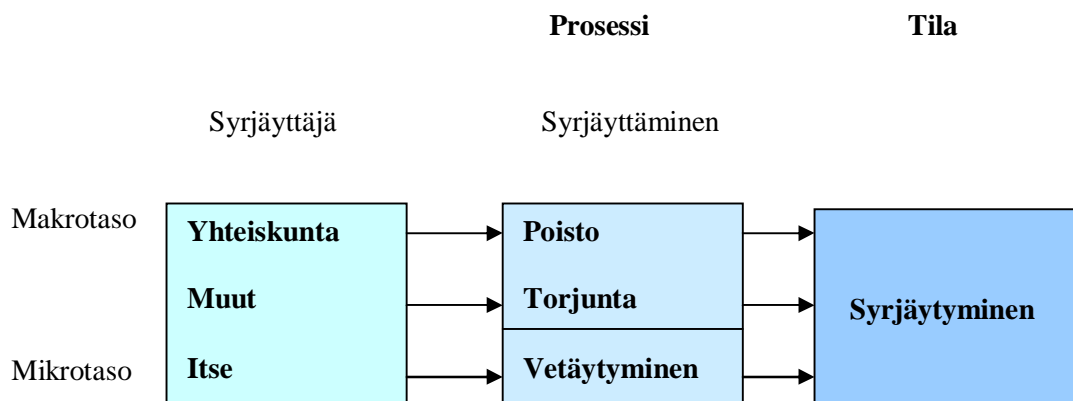 Prosessi Tila
Syrjäyttäjä Syrjäyttäminen
Makrotaso Yhteiskunta Poisto
Muut Torjunta Syrjäytyminen
Mikrotaso Itse Vetäytyminen